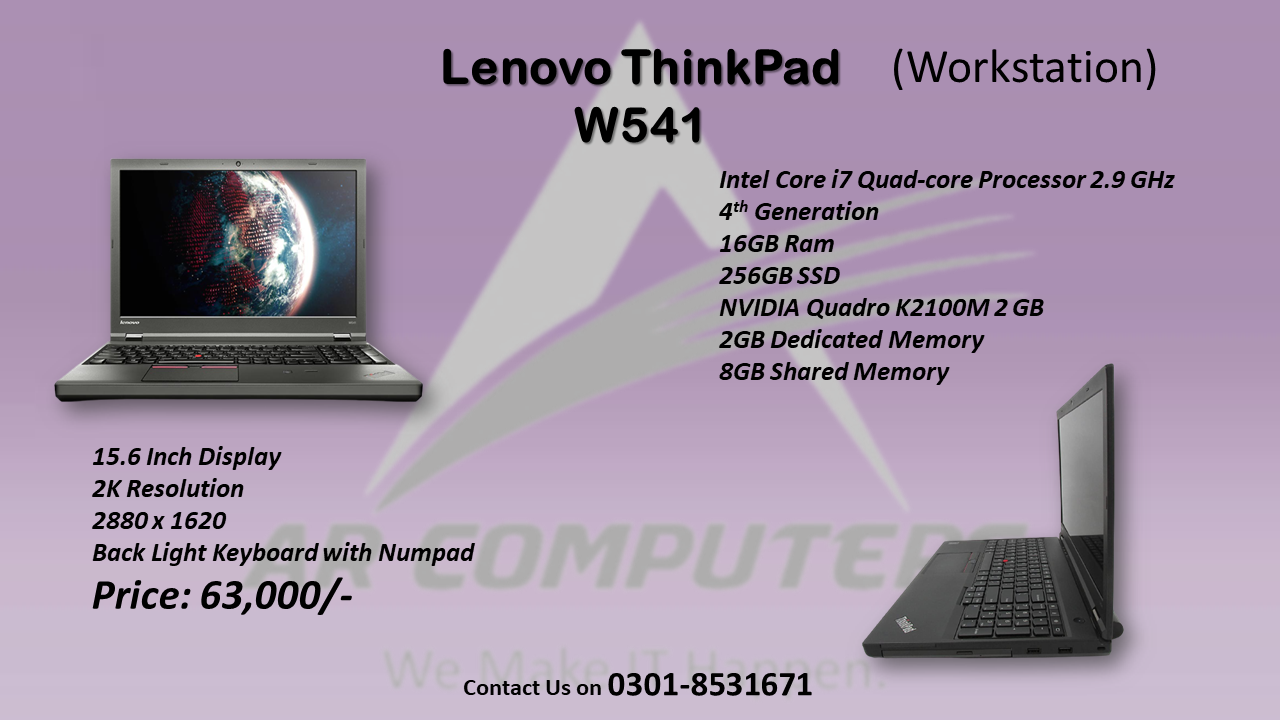 Lenovo ThinkPad (Workstation)
W541
Intel Core i7 Quad-core Processor 2.9 GHz
4th Generation
16GB Ram
256GB SSD
NVIDIA Quadro K2100M 2 GB
2GB Dedicated Memory
8GB Shared Memory
lenovo
15.6 Inch Display
2K Resolution
2880 x 1620
Back Light Keyboard with Numpad
Price: 63,000/-
AR COMPUTERS
ThinkPad
We Make IT Happen.
Contact Us on 0301-8531671